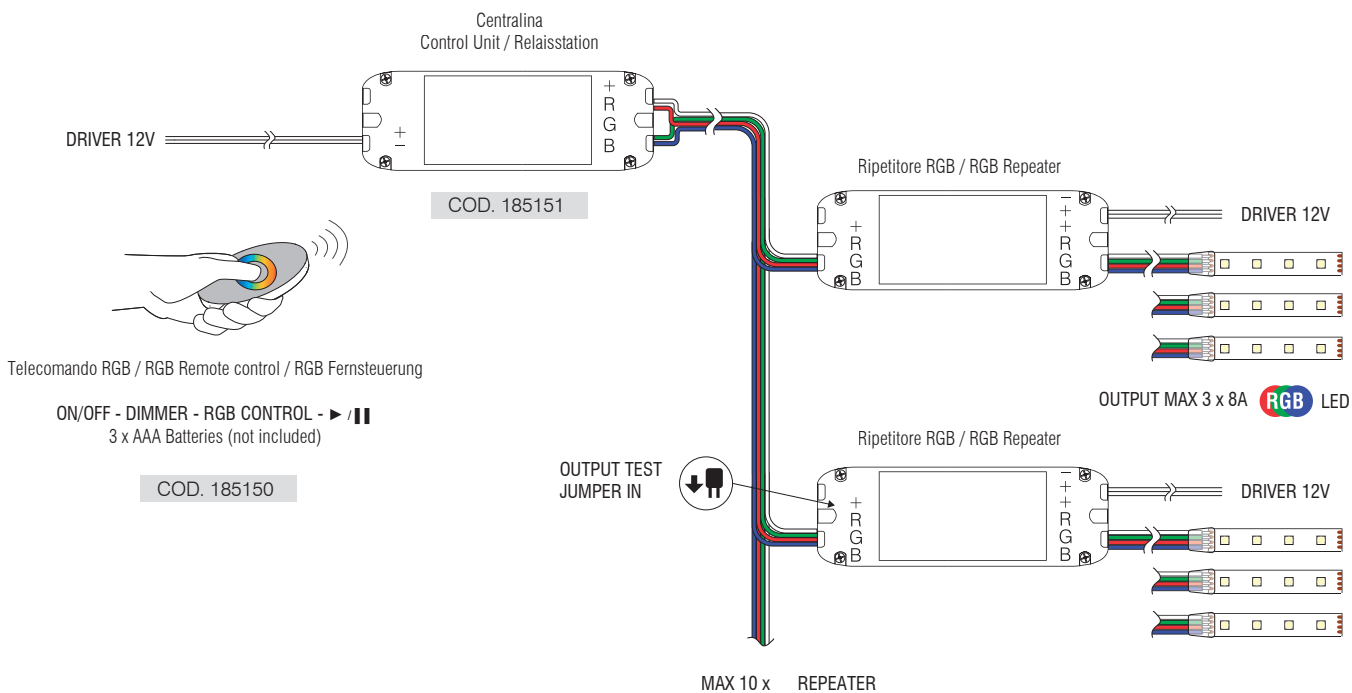 Centralina
Control Unit / Relaisstation
DRIVER 12V
+
-
+
R
G
B
COD. 185151
Telecomando RGB / RGB Remote control / RGB Fernsteuerung
ON/OFF - DIMMER - RGB CONTROL - ►/❚❚
3 x AAA Batteries (not included)
COD. 185150
Ripetitore RGB / RGB Repeater
+
R
G
B
-
+
+
R
G
B
DRIVER 12V
OUTPUT MAX 3 x 8A RGB LED
Ripetitore RGB / RGB Repeater
OUTPUT TEST
JUMPER IN
+
R
G
B
-
+
+
R
G
B
DRIVER 12V
MAX 10 x REPEATER